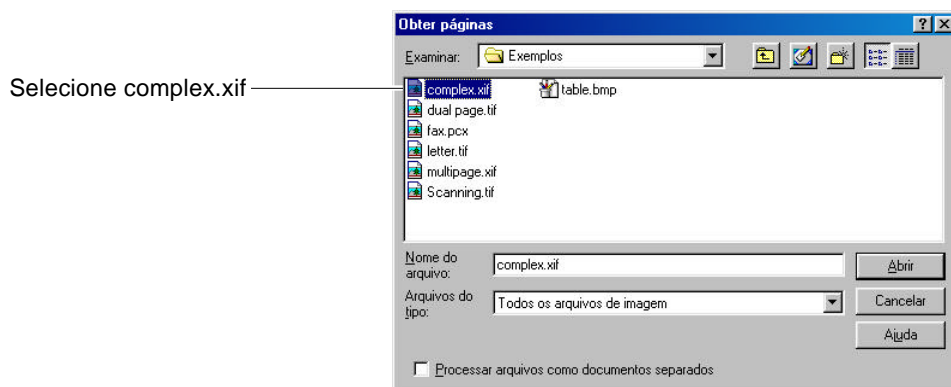 Obter páginas
Examinar: Exemplos
Selecione complex.xif
complex.xif table.bmp
dual page.tif
fax.pcx
letter.tif
multipage.xif
Scanning.tif
Nome do arquivo: complex.xif Abrir
Arquivos do tipo: Todos os arquivos de imagem Cancelar
Ajuda
Processar arquivos como documentos separados